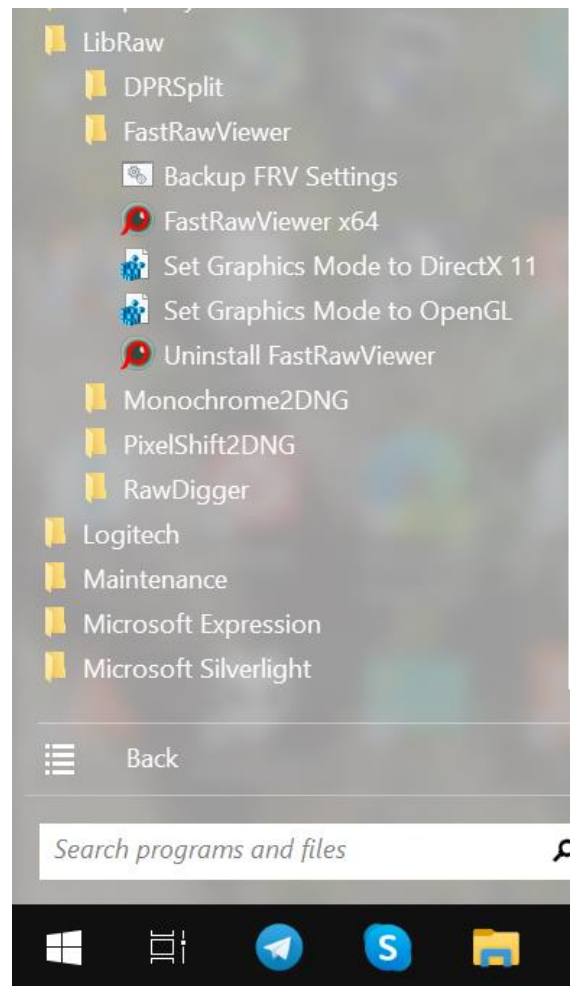 LibRaw
DPRSplit
FastRawViewer
Backup FRV Settings
FastRawViewer x64
Set Graphics Mode to DirectX 11
Set Graphics Mode to OpenGL
Uninstall FastRawViewer
Monochrome2DNG
PixelShift2DNG
RawDigger
Logitech
Maintenance
Microsoft Expression
Microsoft Silverlight
Back
Search programs and files
S